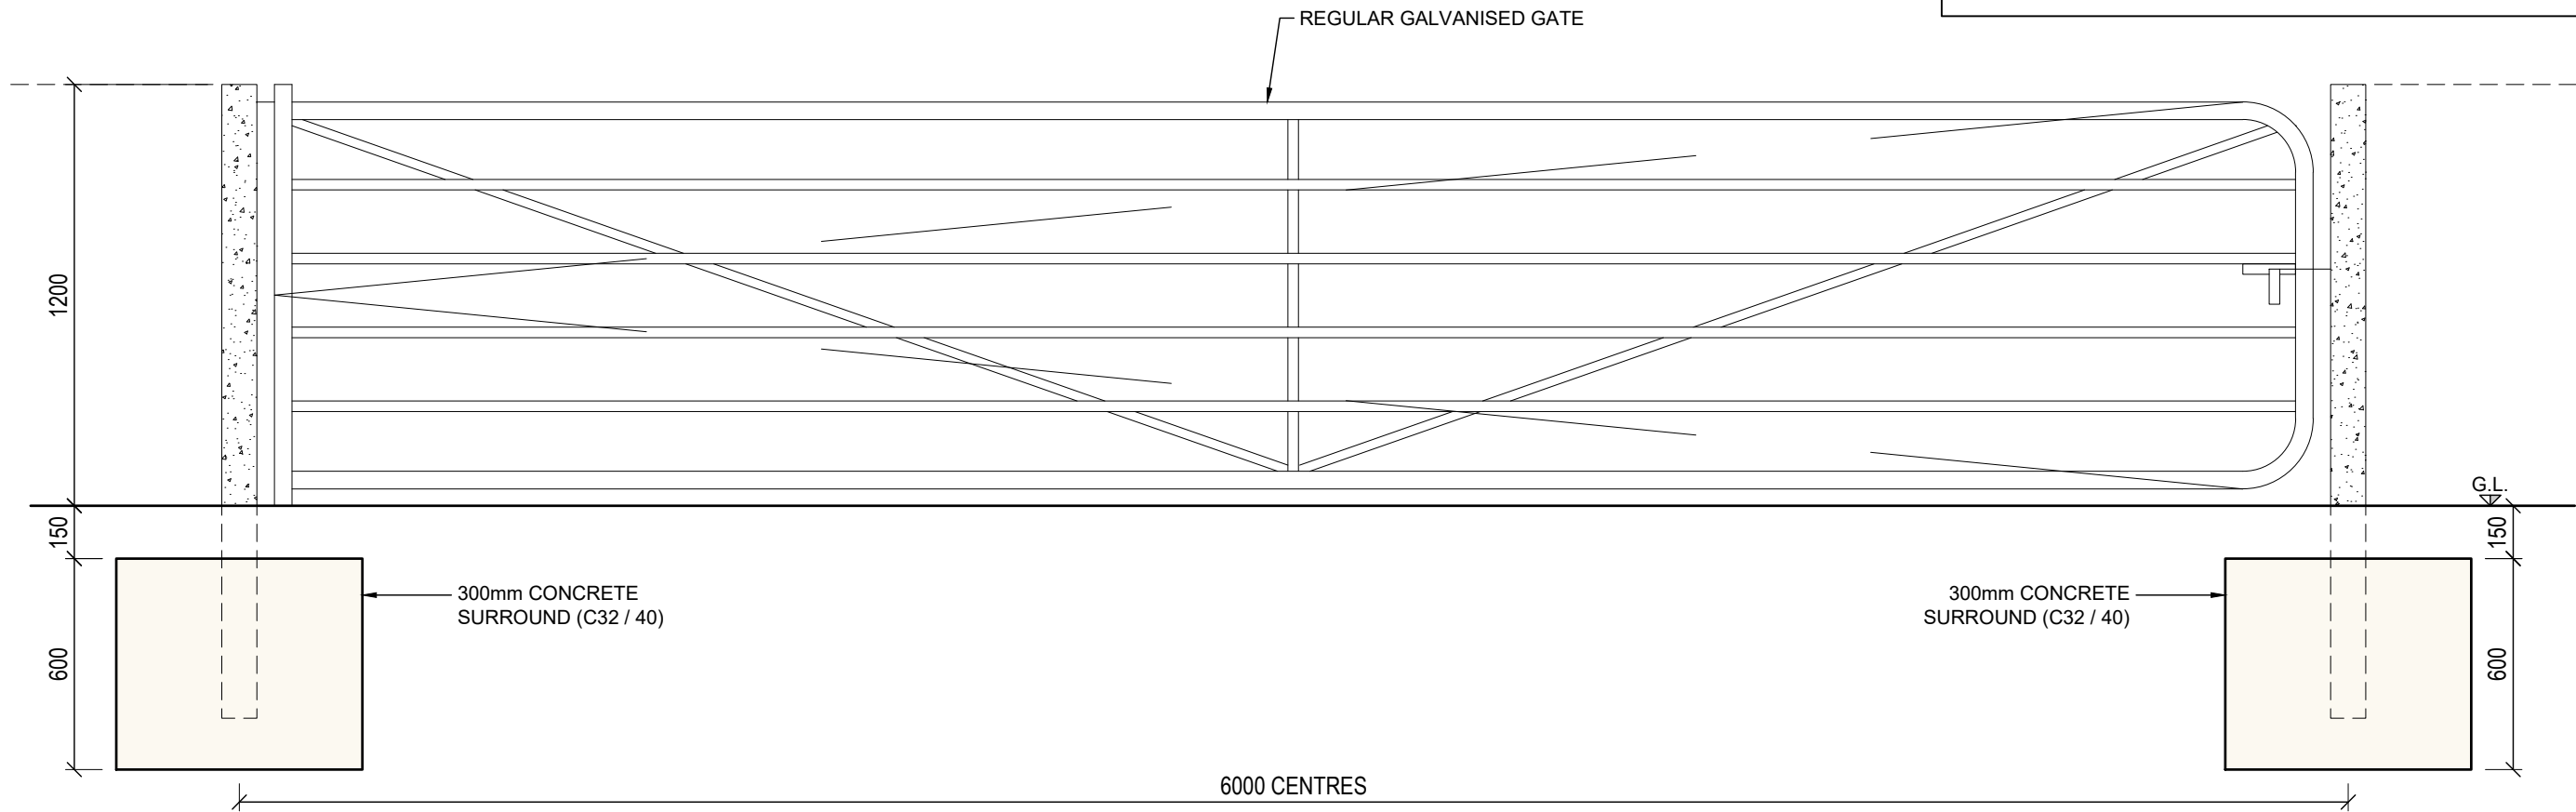 REGULAR GALVANISED GATE
1200
G.L.
150
150
300mm CONCRETE
SURROUND (C32 / 40)
300mm CONCRETE
SURROUND (C32 / 40)
600
600
6000 CENTRES